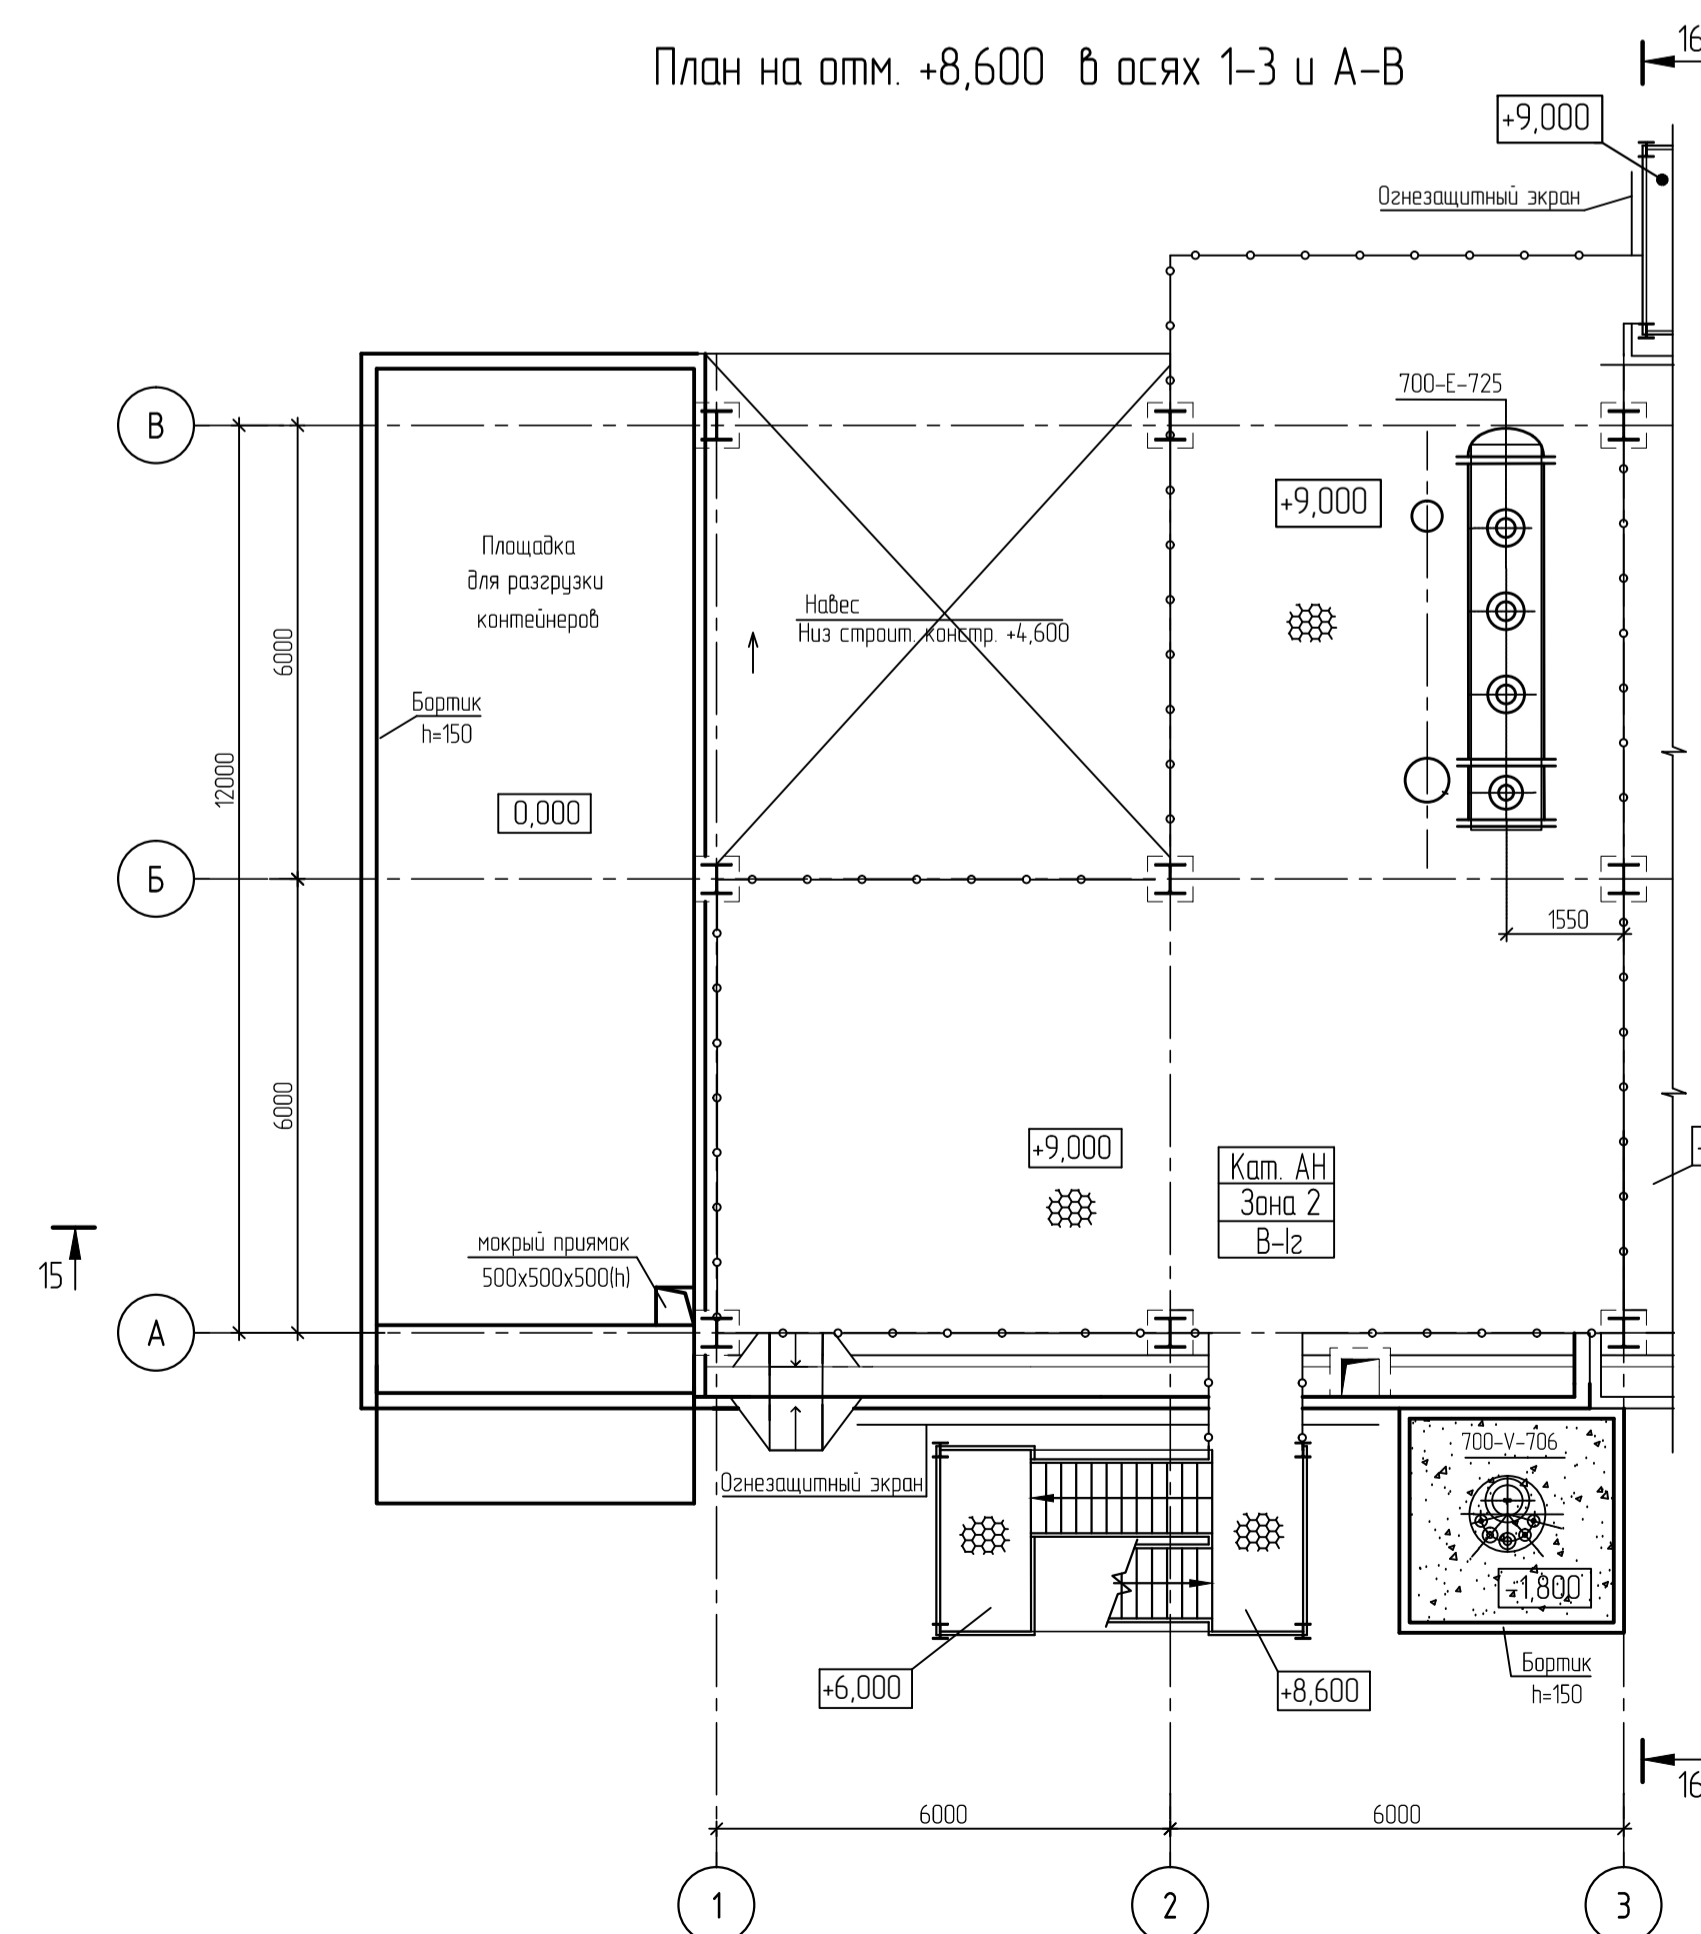 План на отм. +8,600 в осях 1-3 и А-В
16
+9,000
Огнезащитный экран
700-Е-725
В
+9,000
Площадка
для разгрузки
контейнеров
Навес
Низ строит. констр. +4,600
6000
Бортик
h=150
12000
0,000
Б
1550
6000
+9,000
Кат. АН
Зона 2
В-Iг
15
мокрый приямок
500х500х500(h)
А
700-V-706
Огнезащитный экран
-1,800
+6,000
+8,600
Бортик
h=150
16
6000
6000
1
2
3